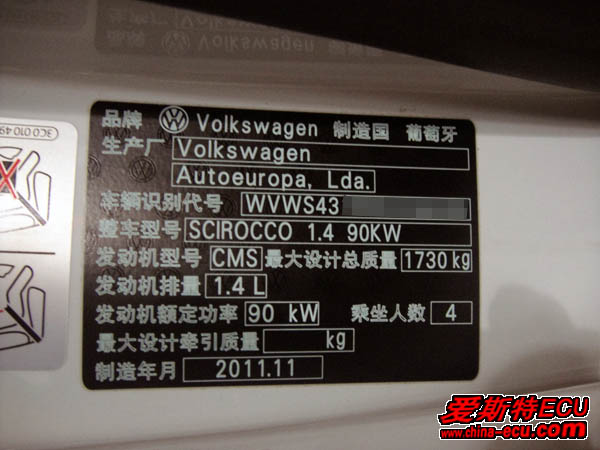 Volkswagen
3C0 010 49
品牌 Volkswagen 制造国 葡萄牙
生产厂 Volkswagen
Autoeuropa, Lda.
车辆识别代号 WVWS43
整车型号 SCIROCCO 1.4 90KW
发动机型号 CMS 最大设计总质量 1730 kg
发动机排量 1.4 L
发动机额定功率 90 kW 乘坐人数 4
最大设计牵引质量 kg
制造年月 2011.11
爱斯特ECU
www.china-ecu.com